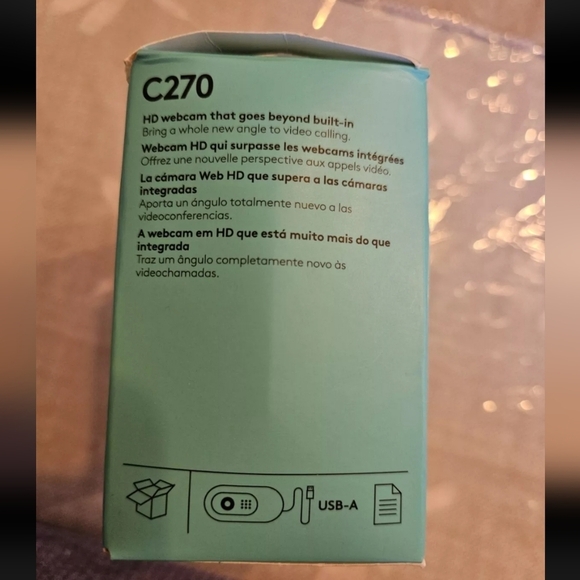 C270
HD webcam that goes beyond built-in
Bring a whole new angle to video calling.
Webcam HD qui surpasse les webcams intégrées
Offrez une nouvelle perspective aux appels vidéo.
La cámara Web HD que supera a las cámaras
integradas
Aporta un ángulo totalmente nuevo a las
videoconferencias.
A webcam em HD que está muito mais do que
integrada
Traz um ângulo completamente novo às
videochamadas.
USB-A